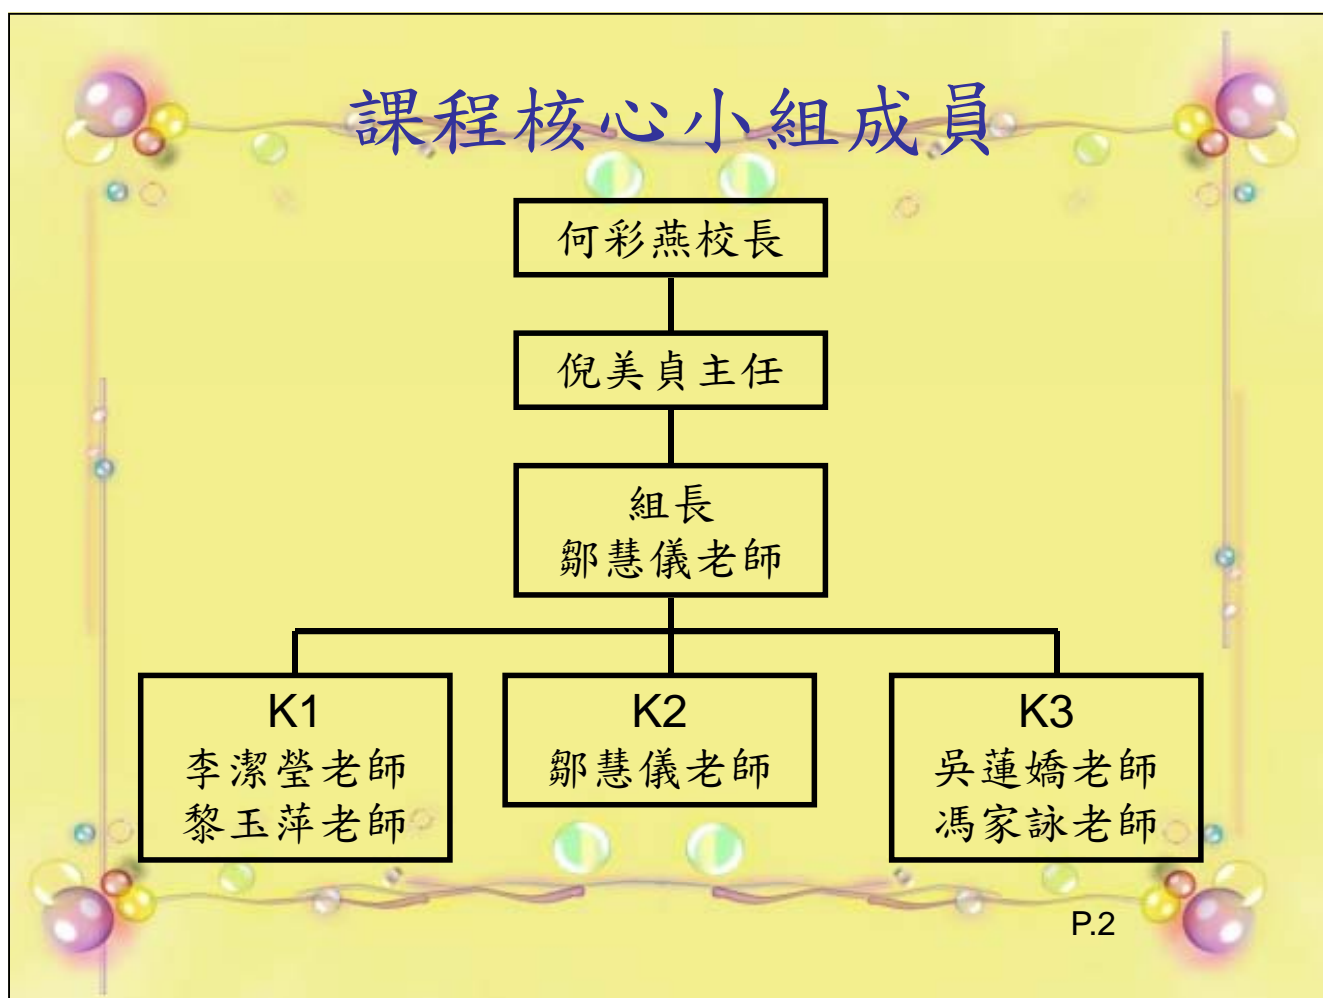 課程核心小組成員
何彩燕校長
倪美貞主任
組長
鄒慧儀老師
K1
李潔瑩老師
黎玉萍老師
K2
鄒慧儀老師
K3
吳蓮嬌老師
馮家詠老師
P.2